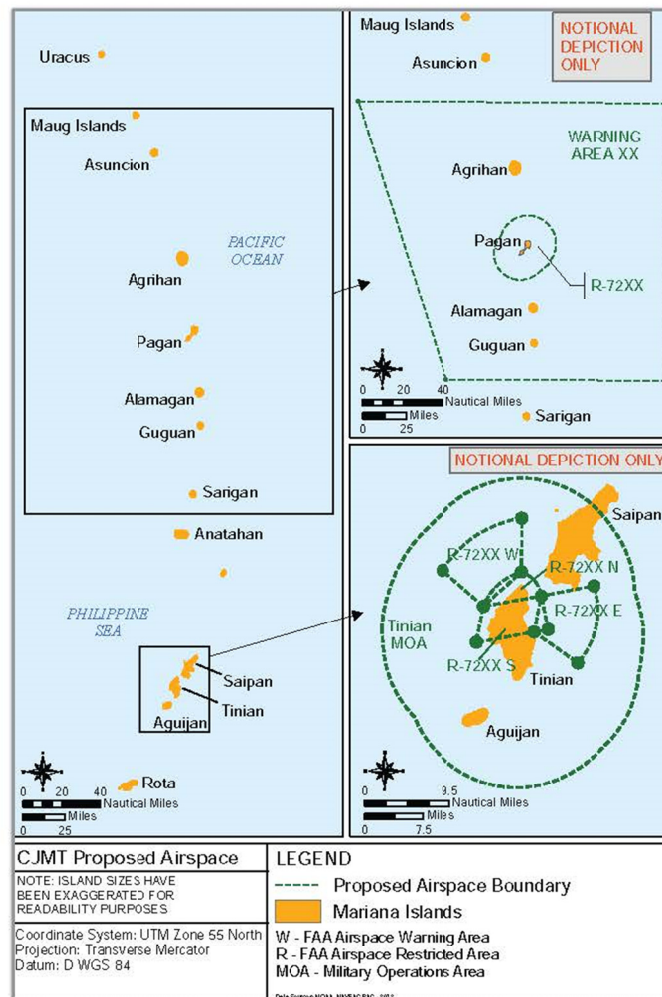 Uracus
Maug Islands
Asuncion
PACIFIC
OCEAN
Agrihan
Pagan
Alamagan
Guguan
Sarigan
Anatahan
PHILIPPINE
SEA
Saipan
Tinian
Aguijan
Rota
0 20 40
Nautical Miles
Miles
0 25
Maug Islands
Asuncion
NOTIONAL
DEPICTION
ONLY
WARNING
AREA XX
Agrihan
Pagan
R-72XX
Alamagan
Guguan
0 20 40
Nautical Miles
Miles
0 25
Sarigan
NOTIONAL DEPICTION ONLY
Saipan
R-72XX W
R-72XX N
R-72XX E
Tinian
MOA
R-72XX S
Tinian
Aguijan
0 9.5
Nautical Miles
Miles
0 7.5
CJMT Proposed Airspace
NOTE: ISLAND SIZES HAVE
BEEN EXAGGERATED FOR
READABILITY PURPOSES
Coordinate System: UTM Zone 55 North
Projection: Transverse Mercator
Datum: D WGS 84
LEGEND
Proposed Airspace Boundary
Mariana Islands
W - FAA Airspace Warning Area
R - FAA Airspace Restricted Area
MOA - Military Operations Area